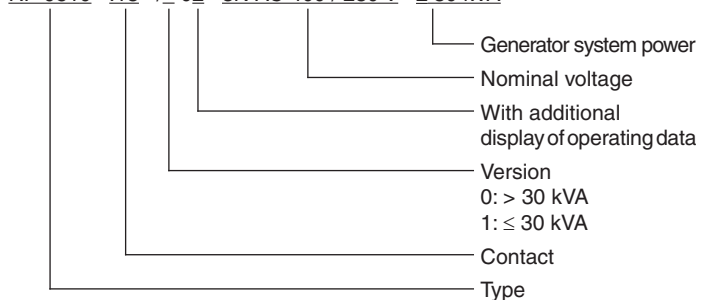 Generator system power
Nominal voltage
With additional
display of operating data
Version
0: > 30 kVA
1: ≤ 30 kVA
Contact
Type